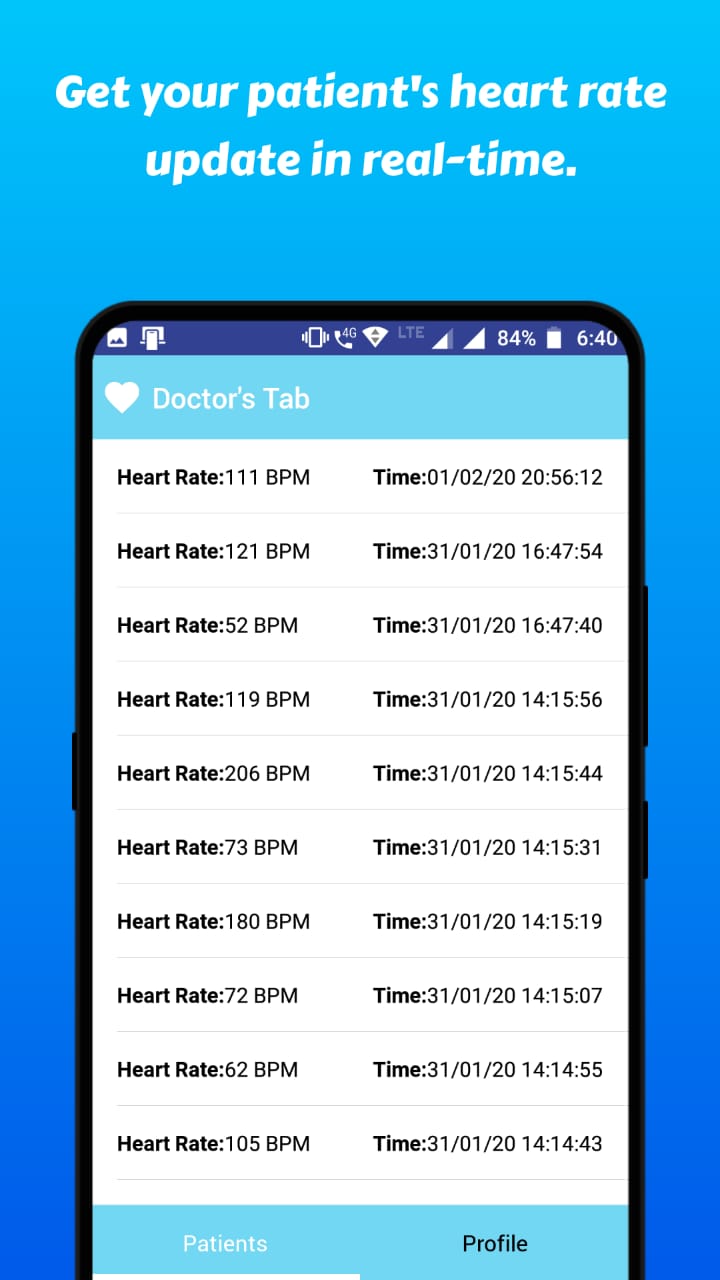 Get your patient's heart rate
update in real-time.
4G LTE 84% 6:40
Doctor's Tab
Heart Rate:111 BPM Time:01/02/20 20:56:12
Heart Rate:121 BPM Time:31/01/20 16:47:54
Heart Rate:52 BPM Time:31/01/20 16:47:40
Heart Rate:119 BPM Time:31/01/20 14:15:56
Heart Rate:206 BPM Time:31/01/20 14:15:44
Heart Rate:73 BPM Time:31/01/20 14:15:31
Heart Rate:180 BPM Time:31/01/20 14:15:19
Heart Rate:72 BPM Time:31/01/20 14:15:07
Heart Rate:62 BPM Time:31/01/20 14:14:55
Heart Rate:105 BPM Time:31/01/20 14:14:43
Patients Profile